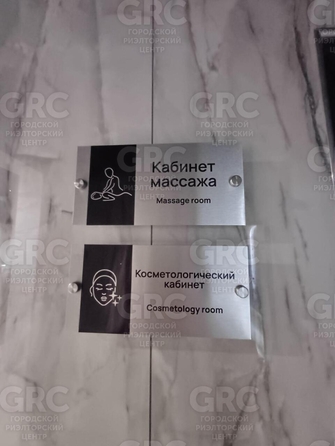 GRC
ГОРОДСКОЙ
РИЭЛТОРСКИЙ
ЦЕНТР
Кабинет
массажа
Massage room
Косметологический
кабинет
Cosmetology room